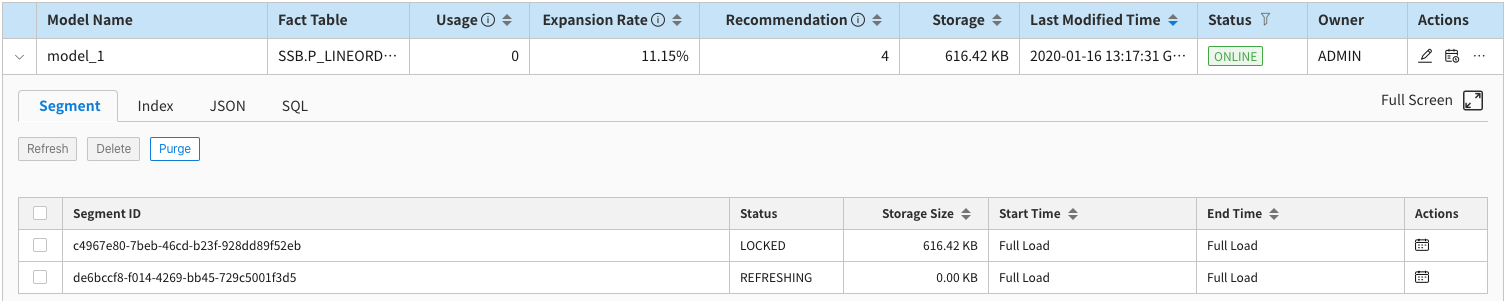 Model Name Fact Table Usage Expansion Rate Recommendation Storage Last Modified Time Status Owner Actions
model_1 SSB.P_LINEORD… 0 11.15% 4 616.42 KB 2020-01-16 13:17:31 G… ONLINE ADMIN ...
Segment Index JSON SQL Full Screen
Refresh Delete Purge
Segment ID Status Storage Size Start Time End Time Actions
c4967e80-7beb-46cd-b23f-928dd89f52eb LOCKED 616.42 KB Full Load Full Load
de6bccf8-f014-4269-bb45-729c5001f3d5 REFRESHING 0.00 KB Full Load Full Load